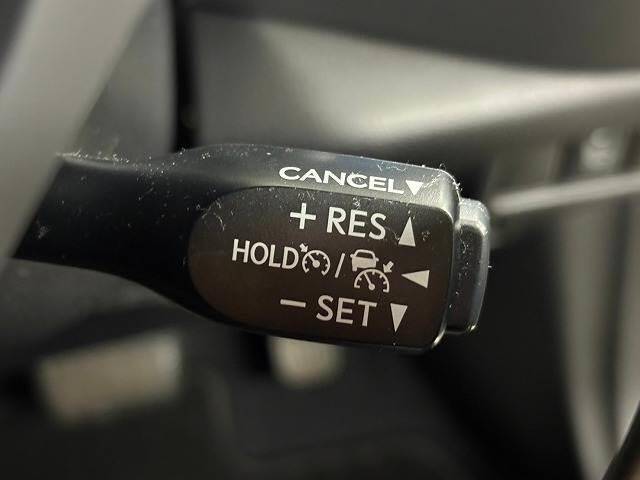 CANCEL▼
+ RES ▲
HOLD / ◀
− SET ▼